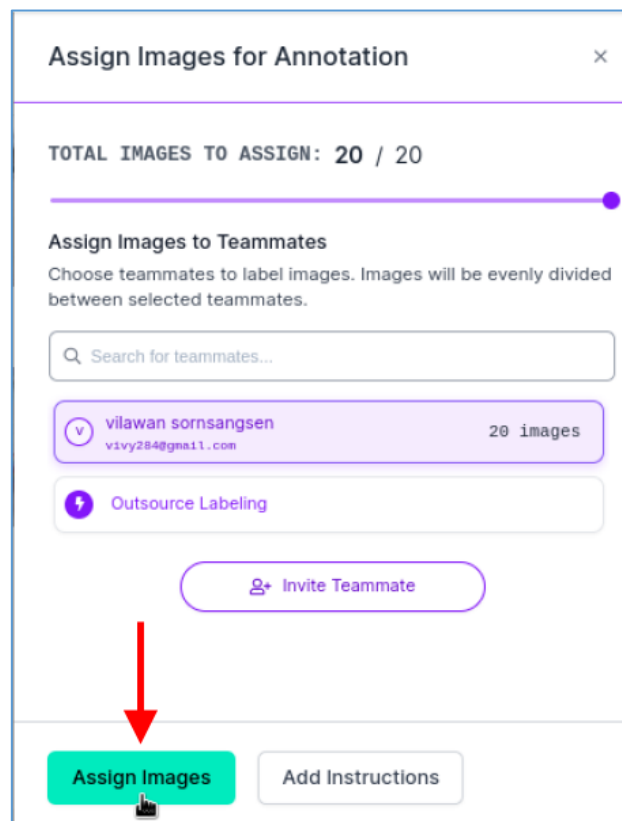 Assign Images for Annotation
×
TOTAL IMAGES TO ASSIGN: 20 / 20
Assign Images to Teammates
Choose teammates to label images. Images will be evenly divided
between selected teammates.
Search for teammates...
V
vilawan sornsangsen
vivy284@gmail.com
20 images
Outsource Labeling
Invite Teammate
Assign Images
Add Instructions